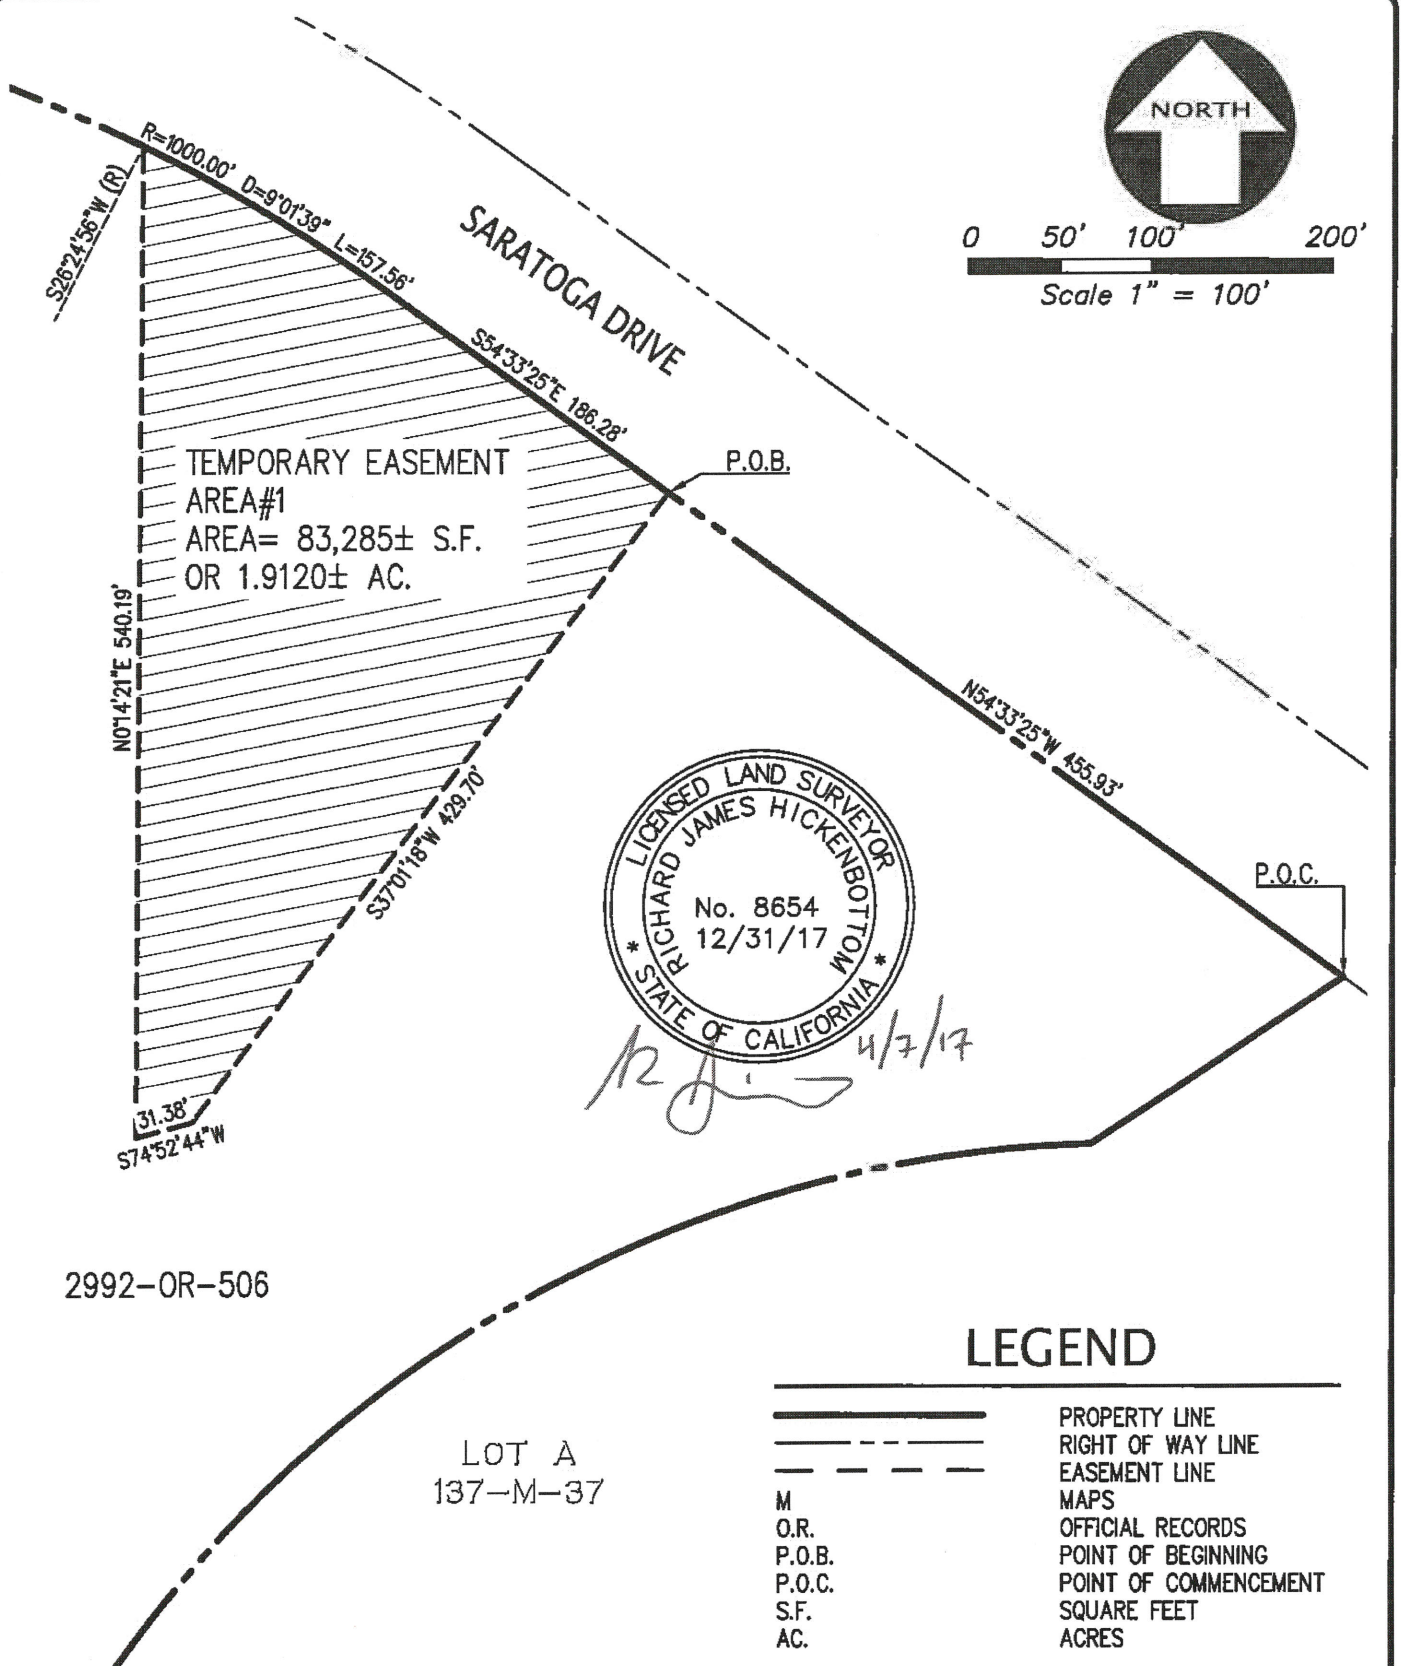 NORTH
0 50' 100' 200'
Scale 1" = 100'
R=1000.00' D=9°01'39" L=157.56'
S26°24'56"W (R)
SARATOGA DRIVE
S54°33'25"E 186.28'
P.O.B.
TEMPORARY EASEMENT
AREA#1
AREA= 83,285± S.F.
OR 1.9120± AC.
N0°14'21"E 540.19'
S37°01'18"W 429.70'
N54°33'25"W 455.93'
P.O.C.
LICENSED LAND SURVEYOR
RICHARD JAMES HICKENBOTTOM
No. 8654
12/31/17
* STATE OF CALIFORNIA *
4/7/17
31.38'
S74°52'44"W
2992-OR-506
LOT A
137-M-37
LEGEND
PROPERTY LINE
RIGHT OF WAY LINE
EASEMENT LINE
M MAPS
O.R. OFFICIAL RECORDS
P.O.B. POINT OF BEGINNING
P.O.C. POINT OF COMMENCEMENT
S.F. SQUARE FEET
AC. ACRES